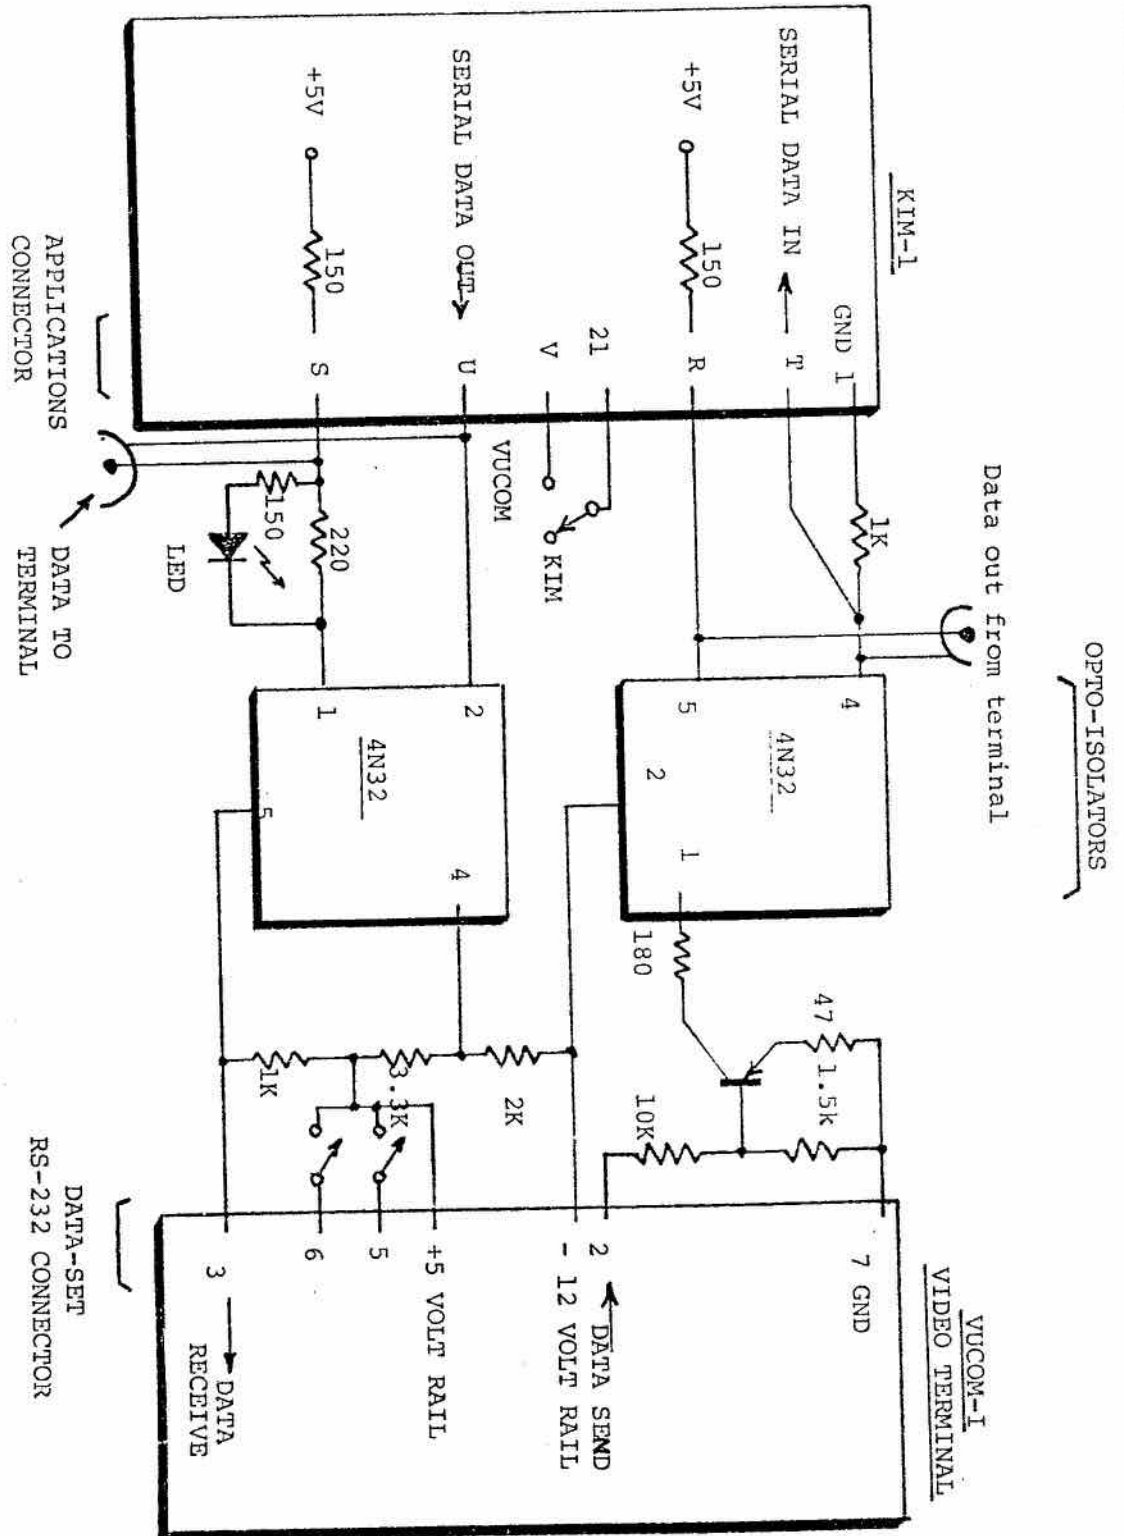 KIM-1
GND 1
SERIAL DATA IN
T
+5V
150
R
21
V
SERIAL DATA OUT
U
+5V
150
S
APPLICATIONS
CONNECTOR
1K
Data out from terminal
OPTO-ISOLATORS
VUCOM
KIM
220
150
LED
DATA TO
TERMINAL
4
5
4N32
2
1
2
1
4N32
5
4
180
47
1.5k
10K
2K
3.3K
1K
VUCOM-I
VIDEO TERMINAL
7 GND
2
DATA SEND
- 12 VOLT RAIL
+5 VOLT RAIL
5
6
3
DATA
RECEIVE
DATA-SET
RS-232 CONNECTOR